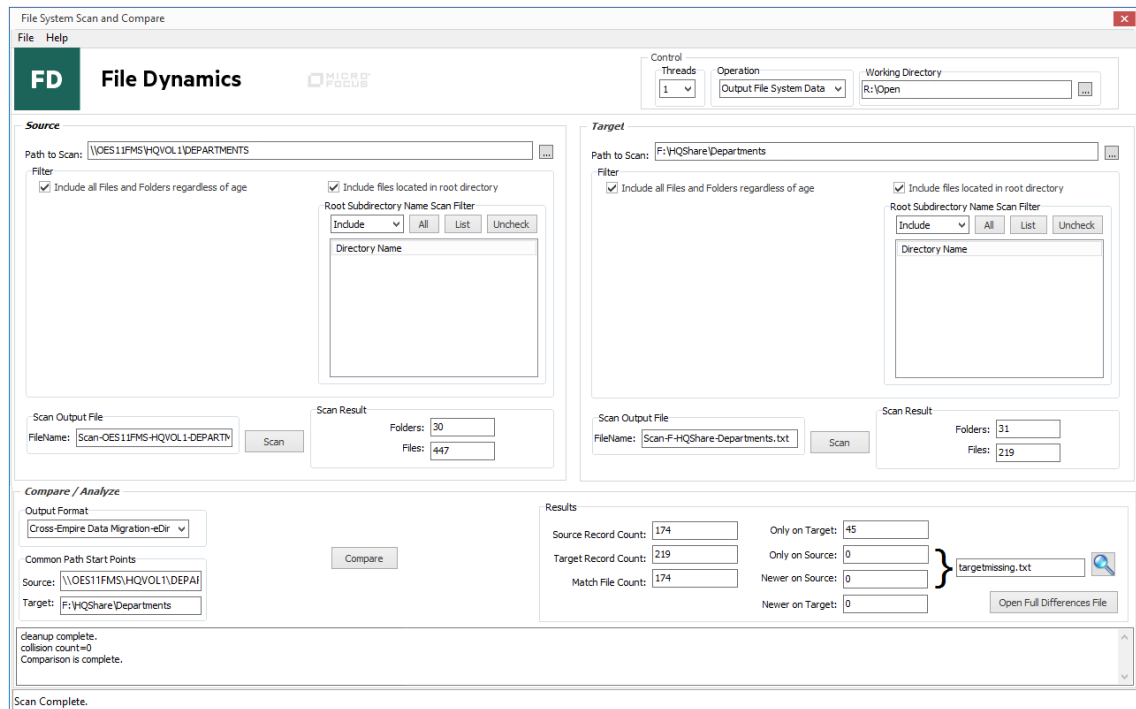 File System Scan and Compare
File Help
FD File Dynamics
MICRO FOCUS
Control
Threads Operation Working Directory
1 Output File System Data R:\Open ...
Source
Path to Scan: \\OES11FMS\HQVOL1\DEPARTMENTS ...
Filter
Include all Files and Folders regardless of age Include files located in root directory
Root Subdirectory Name Scan Filter
Include All List Uncheck
Directory Name
Scan Output File
FileName: Scan-OES11FMS-HQVOL1-DEPARTM Scan
Scan Result
Folders: 30
Files: 447
Target
Path to Scan: F:\HQShare\Departments ...
Filter
Include all Files and Folders regardless of age Include files located in root directory
Root Subdirectory Name Scan Filter
Include All List Uncheck
Directory Name
Scan Output File
FileName: Scan-F-HQShare-Departments.txt Scan
Scan Result
Folders: 31
Files: 219
Compare / Analyze
Output Format
Cross-Empire Data Migration-eDir
Common Path Start Points
Source: \\OES11FMS\HQVOL1\DEPAR
Target: F:\HQShare\Departments
Compare
Results
Source Record Count: 174 Only on Target: 45
Target Record Count: 219 Only on Source: 0
Match File Count: 174 Newer on Source: 0
Newer on Target: 0
} targetmissing.txt
Open Full Differences File
cleanup complete.
collision count=0
Comparison is complete.
Scan Complete.